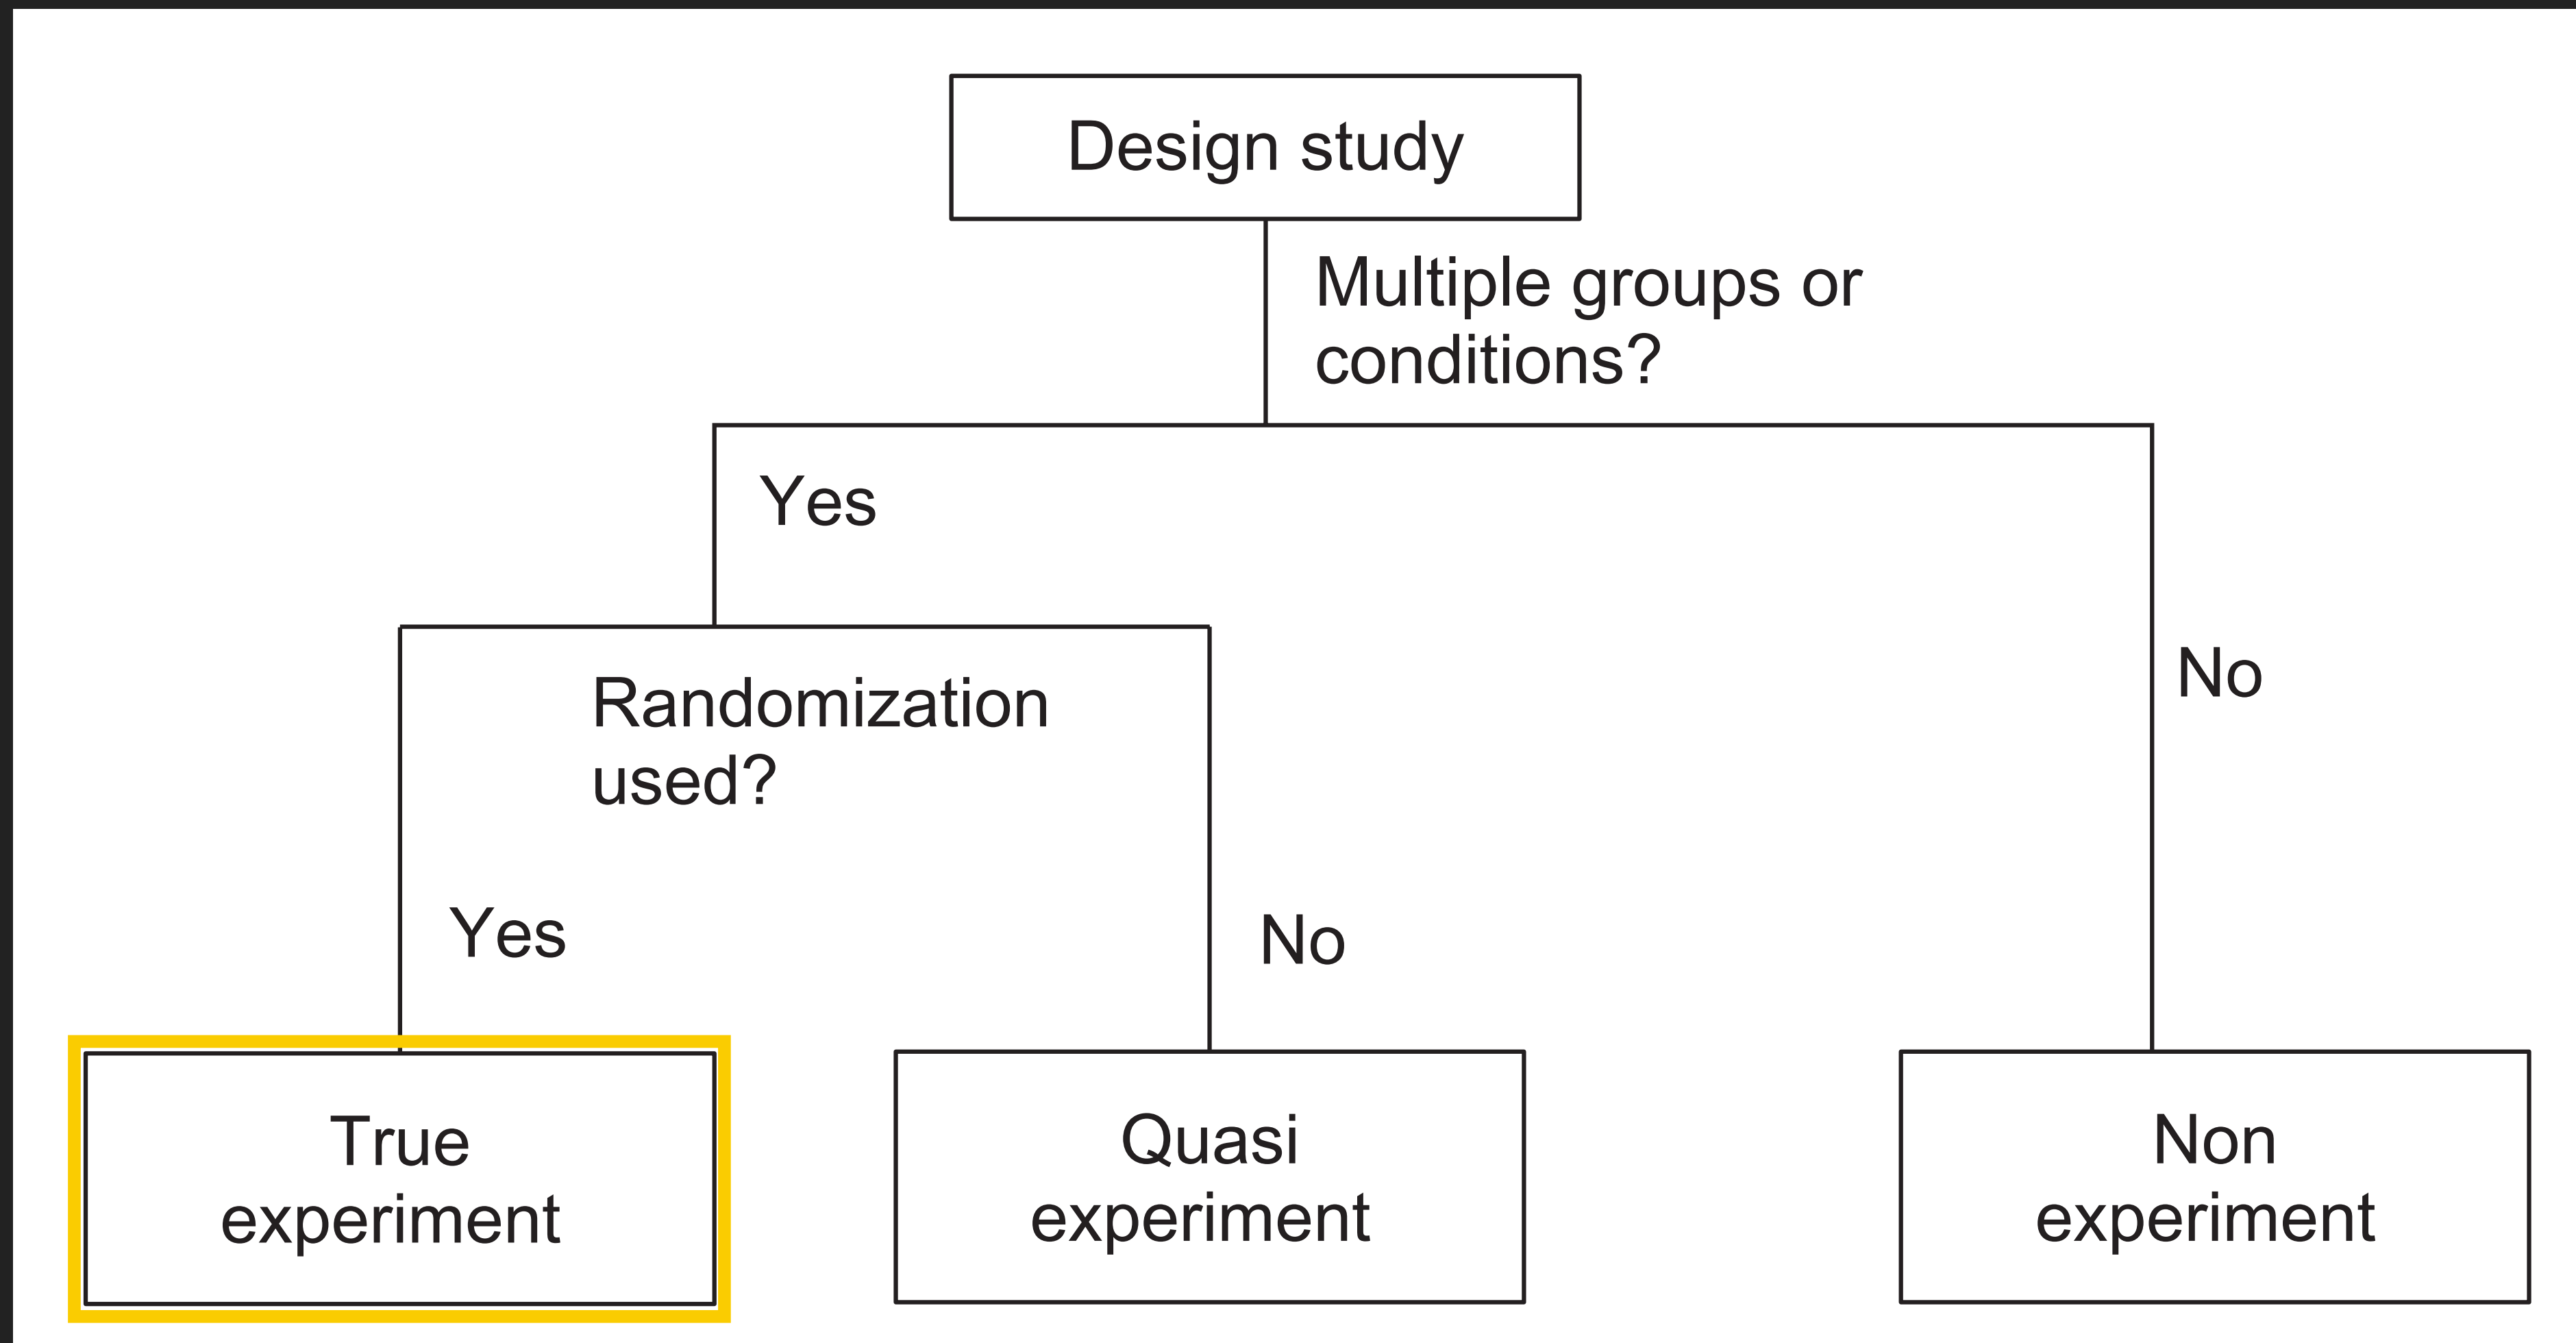 Design study
Multiple groups or
conditions?
Yes
No
Randomization
used?
Yes
No
True
experiment
Quasi
experiment
Non
experiment